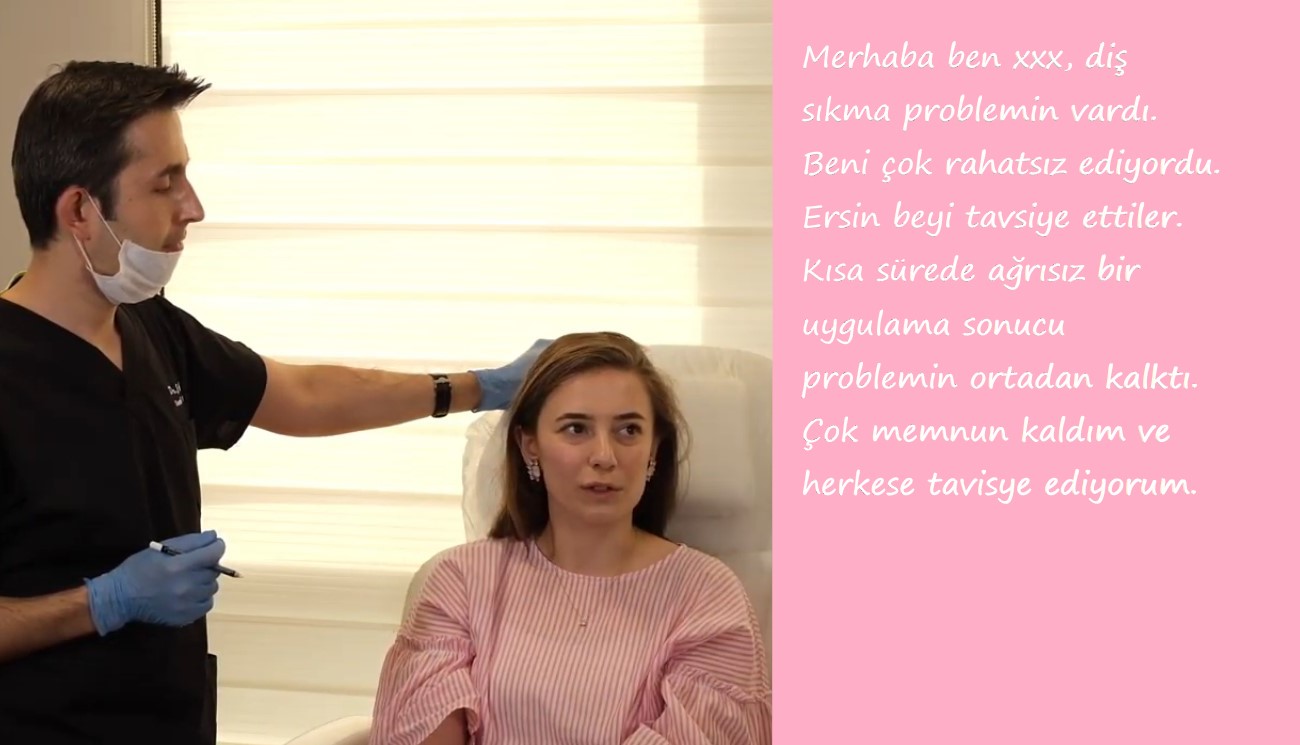 Merhaba ben xxx, diş
sıkma problemin vardı.
Beni çok rahatsız ediyordu.
Ersin beyi tavsiye ettiler.
Kısa sürede ağrısız bir
uygulama sonucu
problemin ortadan kalktı.
Çok memnun kaldım ve
herkese tavisye ediyorum.